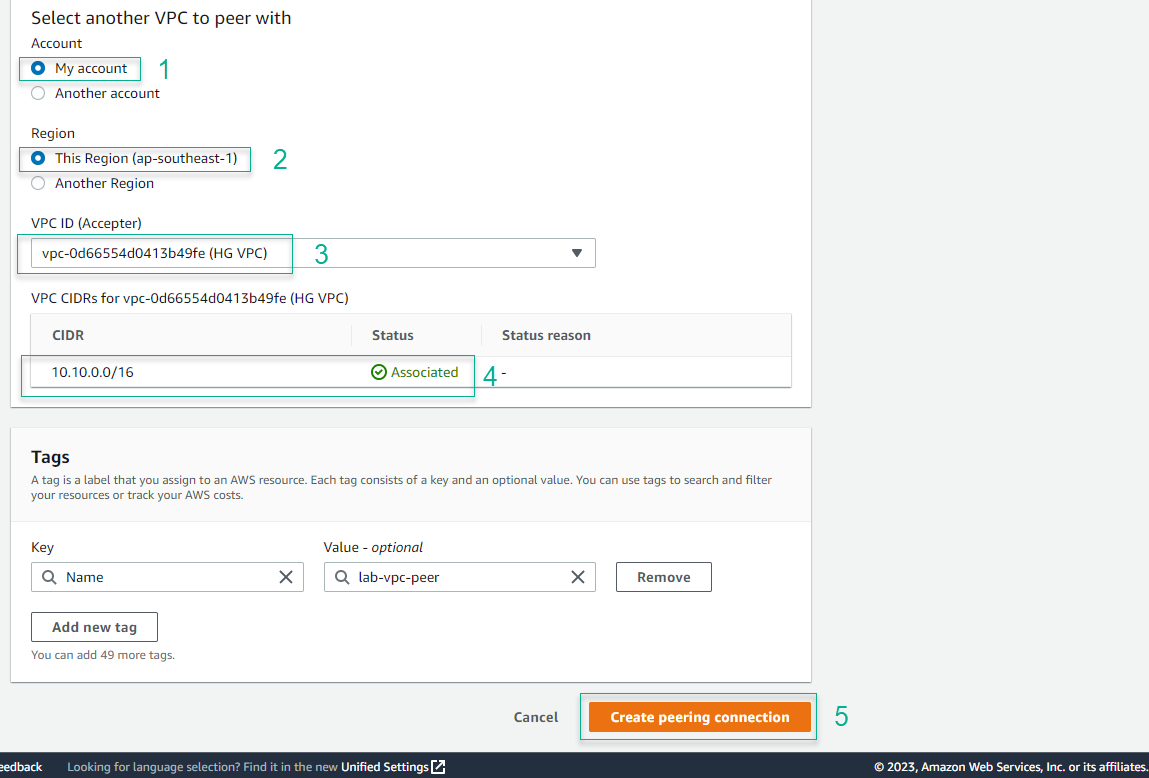 Select another VPC to peer with
Account
My account 1
Another account
Region
This Region (ap-southeast-1) 2
Another Region
VPC ID (Accepter)
vpc-0d66554d0413b49fe (HG VPC) 3
VPC CIDRs for vpc-0d66554d0413b49fe (HG VPC)
CIDR Status Status reason
10.10.0.0/16 Associated 4 -
Tags
A tag is a label that you assign to an AWS resource. Each tag consists of a key and an optional value. You can use tags to search and filter
your resources or track your AWS costs.
Key Value - optional
Name lab-vpc-peer Remove
Add new tag
You can add 49 more tags.
Cancel Create peering connection 5
eedback Looking for language selection? Find it in the new Unified Settings © 2023, Amazon Web Services, Inc. or its affiliates.